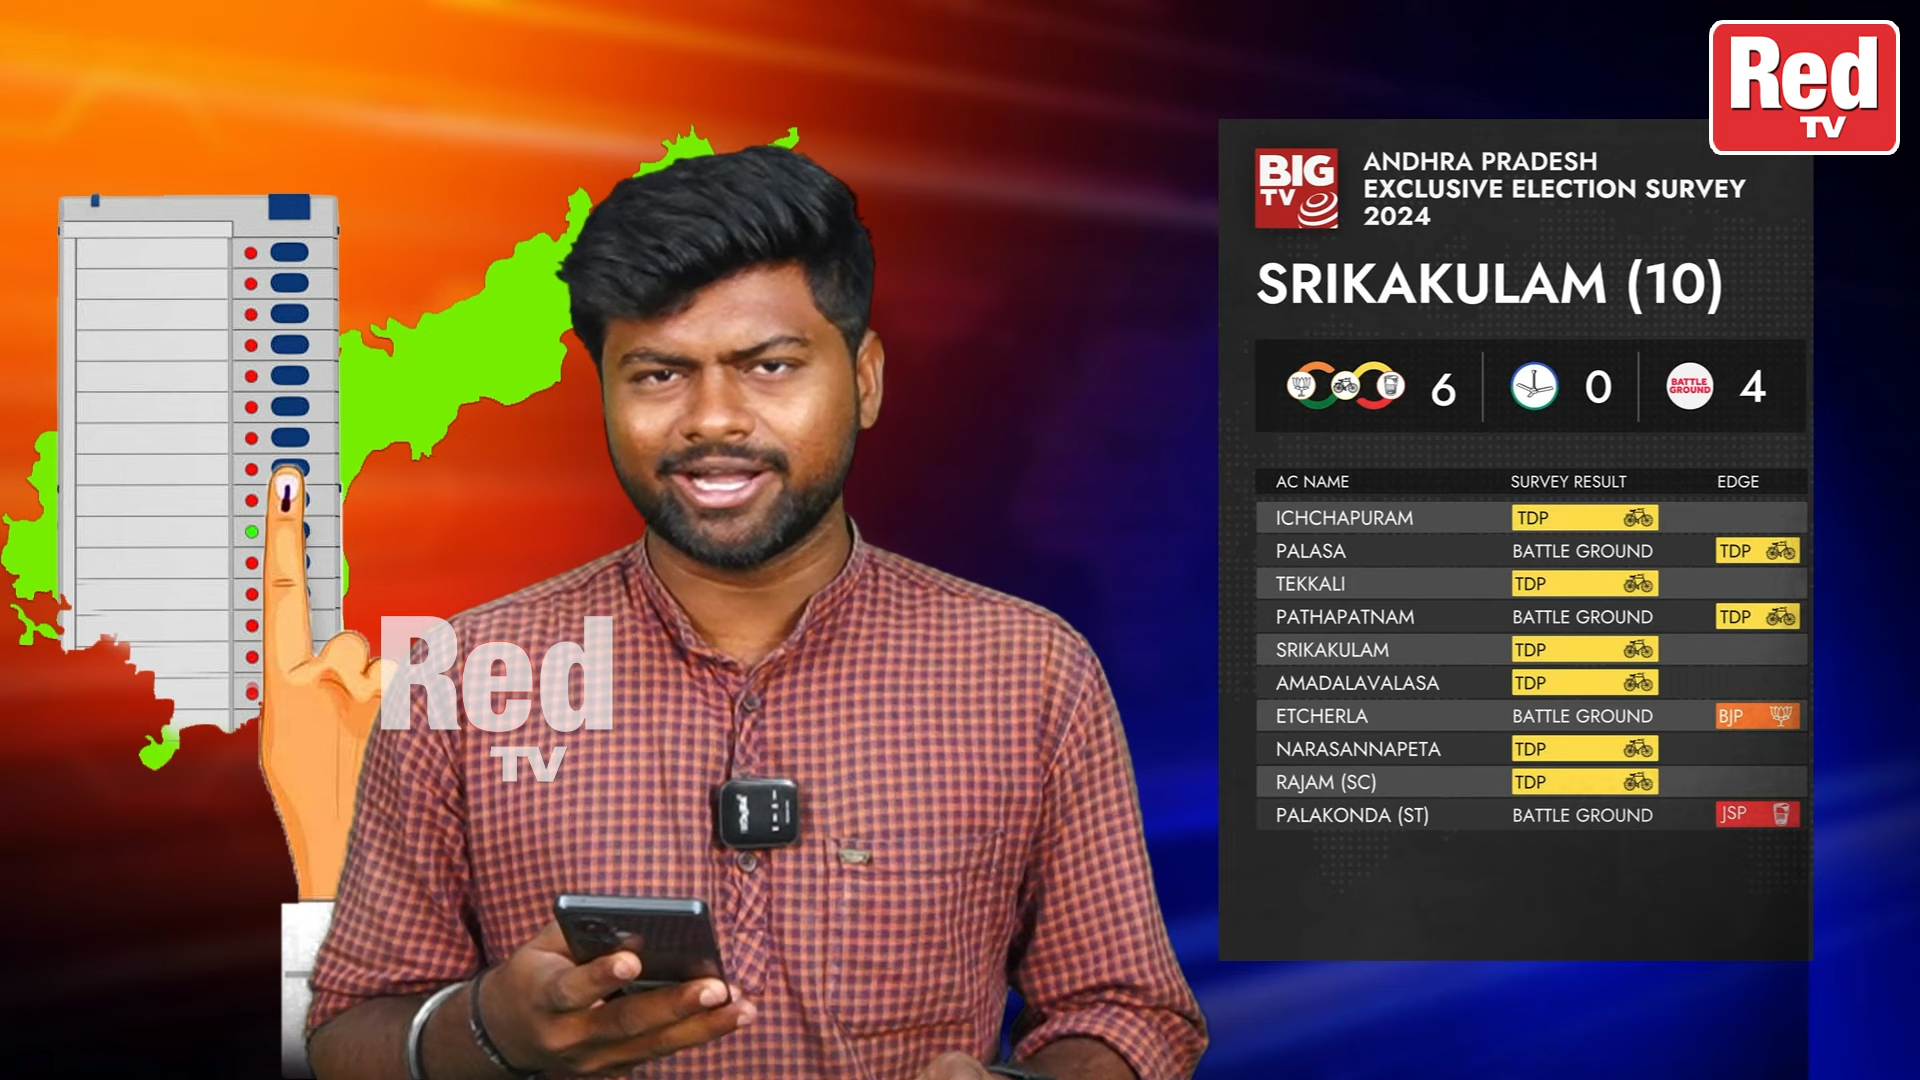 Red
TV
BIG
TV
ANDHRA PRADESH
EXCLUSIVE ELECTION SURVEY
2024
SRIKAKULAM (10)
6 0 BATTLE GROUND 4
AC NAME SURVEY RESULT EDGE
ICHCHAPURAM TDP
PALASA BATTLE GROUND TDP
TEKKALI TDP
PATHAPATNAM BATTLE GROUND TDP
SRIKAKULAM TDP
AMADALAVALASA TDP
ETCHERLA BATTLE GROUND BJP
NARASANNAPETA TDP
RAJAM (SC) TDP
PALAKONDA (ST) BATTLE GROUND JSP
Red
TV